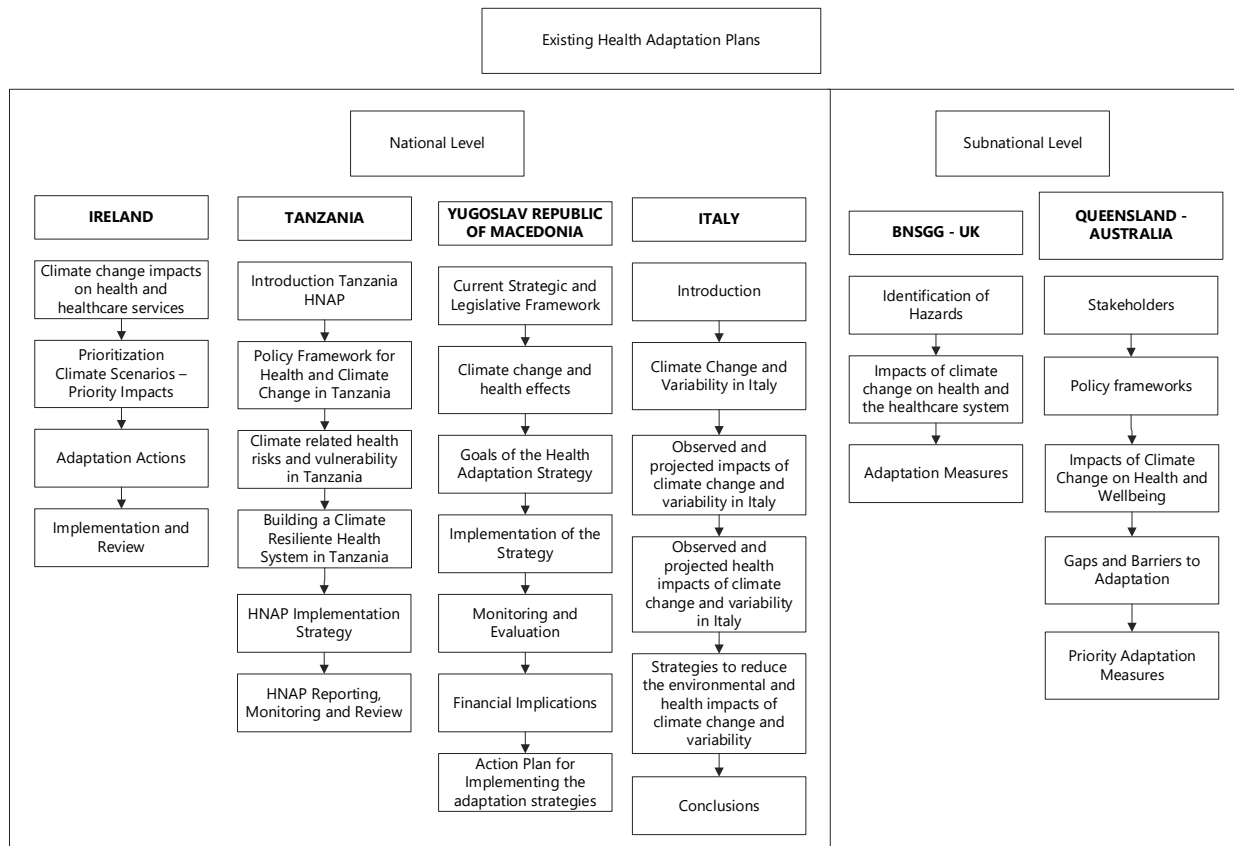 Existing Health Adaptation Plans
National Level
Subnational Level
IRELAND
Climate change impacts
on health and
healthcare services
Prioritization
Climate Scenarios –
Priority Impacts
Adaptation Actions
Implementation and
Review
TANZANIA
Introduction Tanzania
HNAP
Policy Framework for
Health and Climate
Change in Tanzania
Climate related health
risks and vulnerability
in Tanzania
Building a Climate
Resiliente Health
System in Tanzania
HNAP Implementation
Strategy
HNAP Reporting,
Monitoring and Review
YUGOSLAV REPUBLIC
OF MACEDONIA
Current Strategic and
Legislative Framework
Climate change and
health effects
Goals of the Health
Adaptation Strategy
Implementation of the
Strategy
Monitoring and
Evaluation
Financial Implications
Action Plan for
Implementing the
adaptation strategies
ITALY
Introduction
Climate Change and
Variability in Italy
Observed and
projected impacts of
climate change and
variability in Italy
Observed and
projected health
impacts of climate
change and variability
in Italy
Strategies to reduce
the environmental and
health impacts of
climate change and
variability
Conclusions
BNSGG - UK
Identification of
Hazards
Impacts of climate
change on health and
the healthcare system
Adaptation Measures
QUEENSLAND -
AUSTRALIA
Stakeholders
Policy frameworks
Impacts of Climate
Change on Health and
Wellbeing
Gaps and Barriers to
Adaptation
Priority Adaptation
Measures